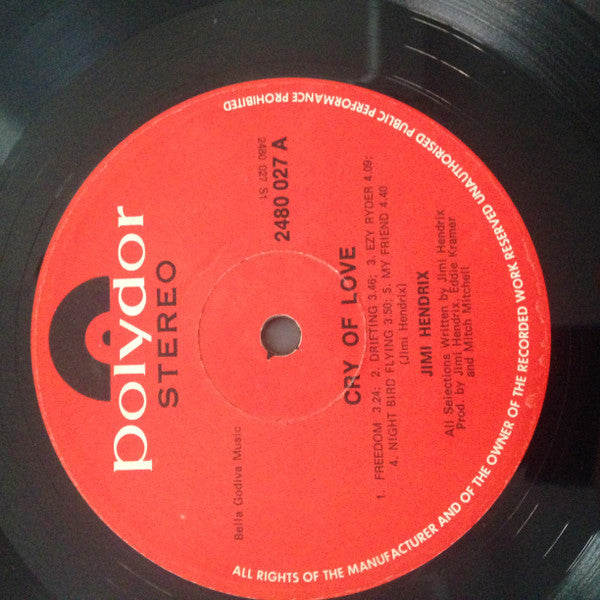 polydor
STEREO
Bella Godiva Music
2480 027 A
2480 027 S1
CRY OF LOVE
1. FREEDOM 3.24; 2. DRIFTING 3.46; 3. EZY RYDER 4.09;
4. NIGHT BIRD FLYING 3.50; 5. MY FRIEND 4.40
(Jimi Hendrix)
JIMI HENDRIX
All Selections Written by Jimi Hendrix
Prod. by Jimi Hendrix, Eddie Kramer
and Mitch Mitchell
ALL RIGHTS OF THE MANUFACTURER AND OF THE OWNER OF THE RECORDED WORK RESERVED UNAUTHORISED PUBLIC PERFORMANCE PROHIBITED